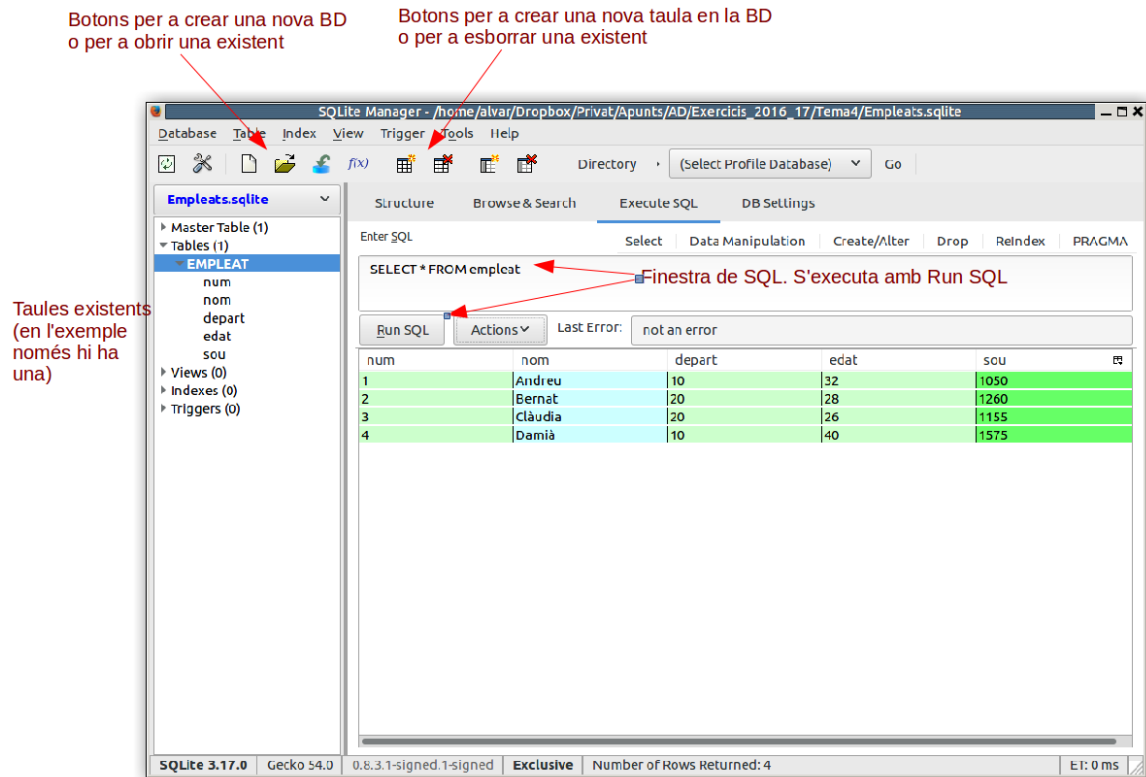 Botons per a crear una nova BD
o per a obrir una existent
Botons per a crear una nova taula en la BD
o per a esborrar una existent
SQLite Manager - /home/alvar/Dropbox/Privat/Apunts/AD/Exercicis_2016_17/Tema4/Empleats.sqlite
Database Table Index View Trigger Tools Help
f(x) Directory (Select Profile Database) Go
Empleats.sqlite
Structure Browse & Search Execute SQL DB Settings
Master Table (1)
Tables (1)
EMPLEAT
num
nom
depart
edat
sou
Views (0)
Indexes (0)
Triggers (0)
Taules existents
(en l'exemple
només hi ha
una)
Enter SQL Select Data Manipulation Create/Alter Drop ReIndex PRAGMA
SELECT * FROM empleat
Finestra de SQL. S'executa amb Run SQL
Run SQL Actions Last Error: not an error
num nom depart edat sou
1 Andreu 10 32 1050
2 Bernat 20 28 1260
3 Clàudia 20 26 1155
4 Damià 10 40 1575
SQLite 3.17.0 Gecko 54.0 0.8.3.1-signed.1-signed Exclusive Number of Rows Returned: 4 ET: 0 ms